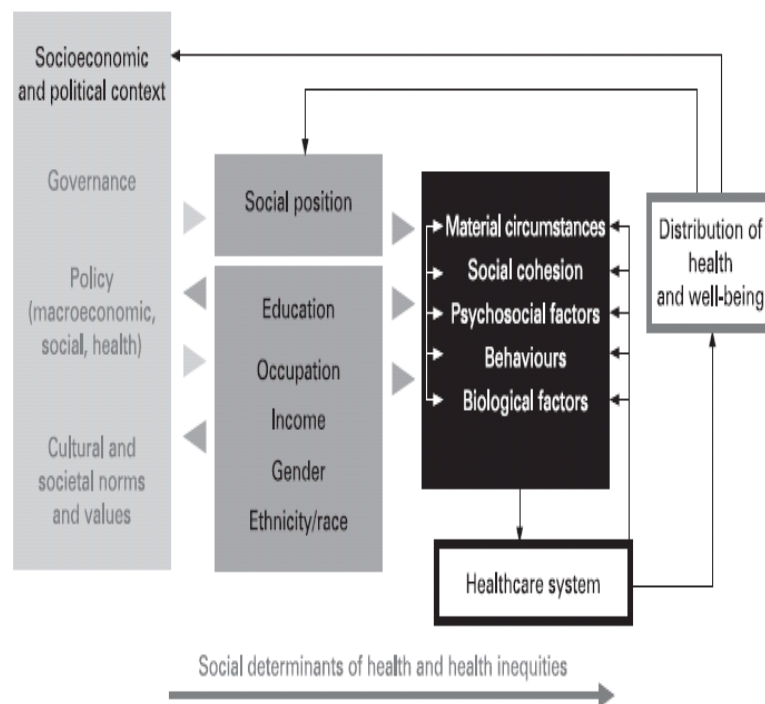 Socioeconomic
and political context
Governance
Policy
(macroeconomic,
social, health)
Cultural and
societal norms
and values
Social position
Education
Occupation
Income
Gender
Ethnicity/race
Material circumstances
Social cohesion
Psychosocial factors
Behaviours
Biological factors
Distribution of
health
and well-being
Healthcare system
Social determinants of health and health inequities